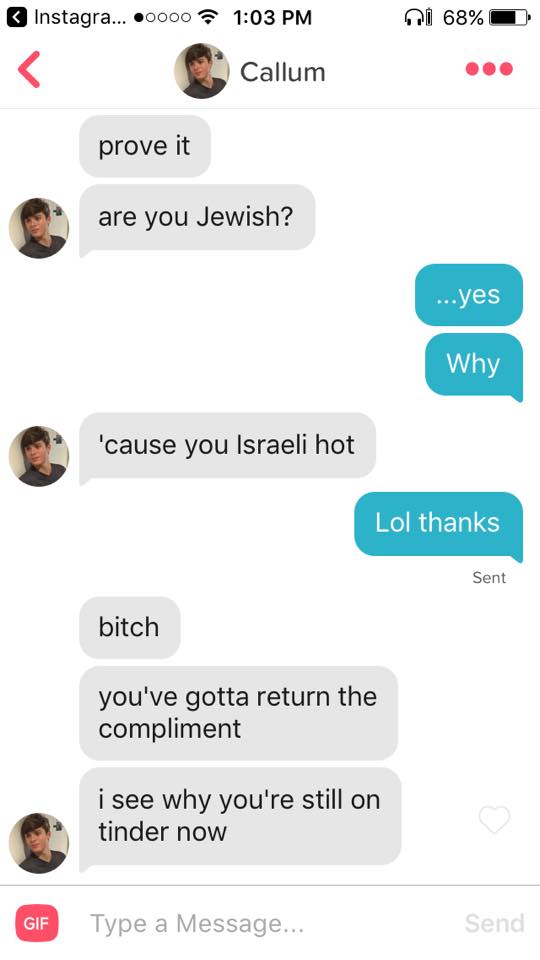 Instagra... 1:03 PM 68%
Callum
prove it
are you Jewish?
...yes
Why
'cause you Israeli hot
Lol thanks
Sent
bitch
you've gotta return the
compliment
i see why you're still on
tinder now
GIF Type a Message... Send